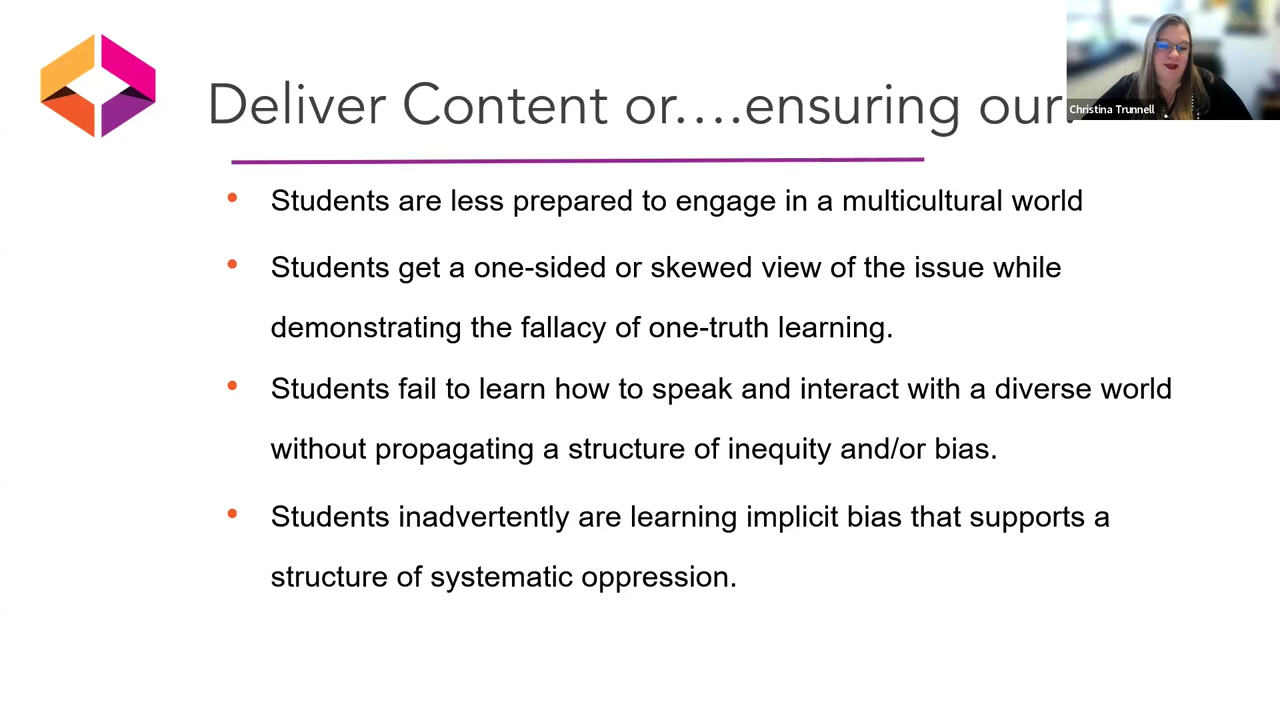 Deliver Content or….ensuring our
Christina Trunnell
• Students are less prepared to engage in a multicultural world
• Students get a one-sided or skewed view of the issue while
demonstrating the fallacy of one-truth learning.
• Students fail to learn how to speak and interact with a diverse world
without propagating a structure of inequity and/or bias.
• Students inadvertently are learning implicit bias that supports a
structure of systematic oppression.